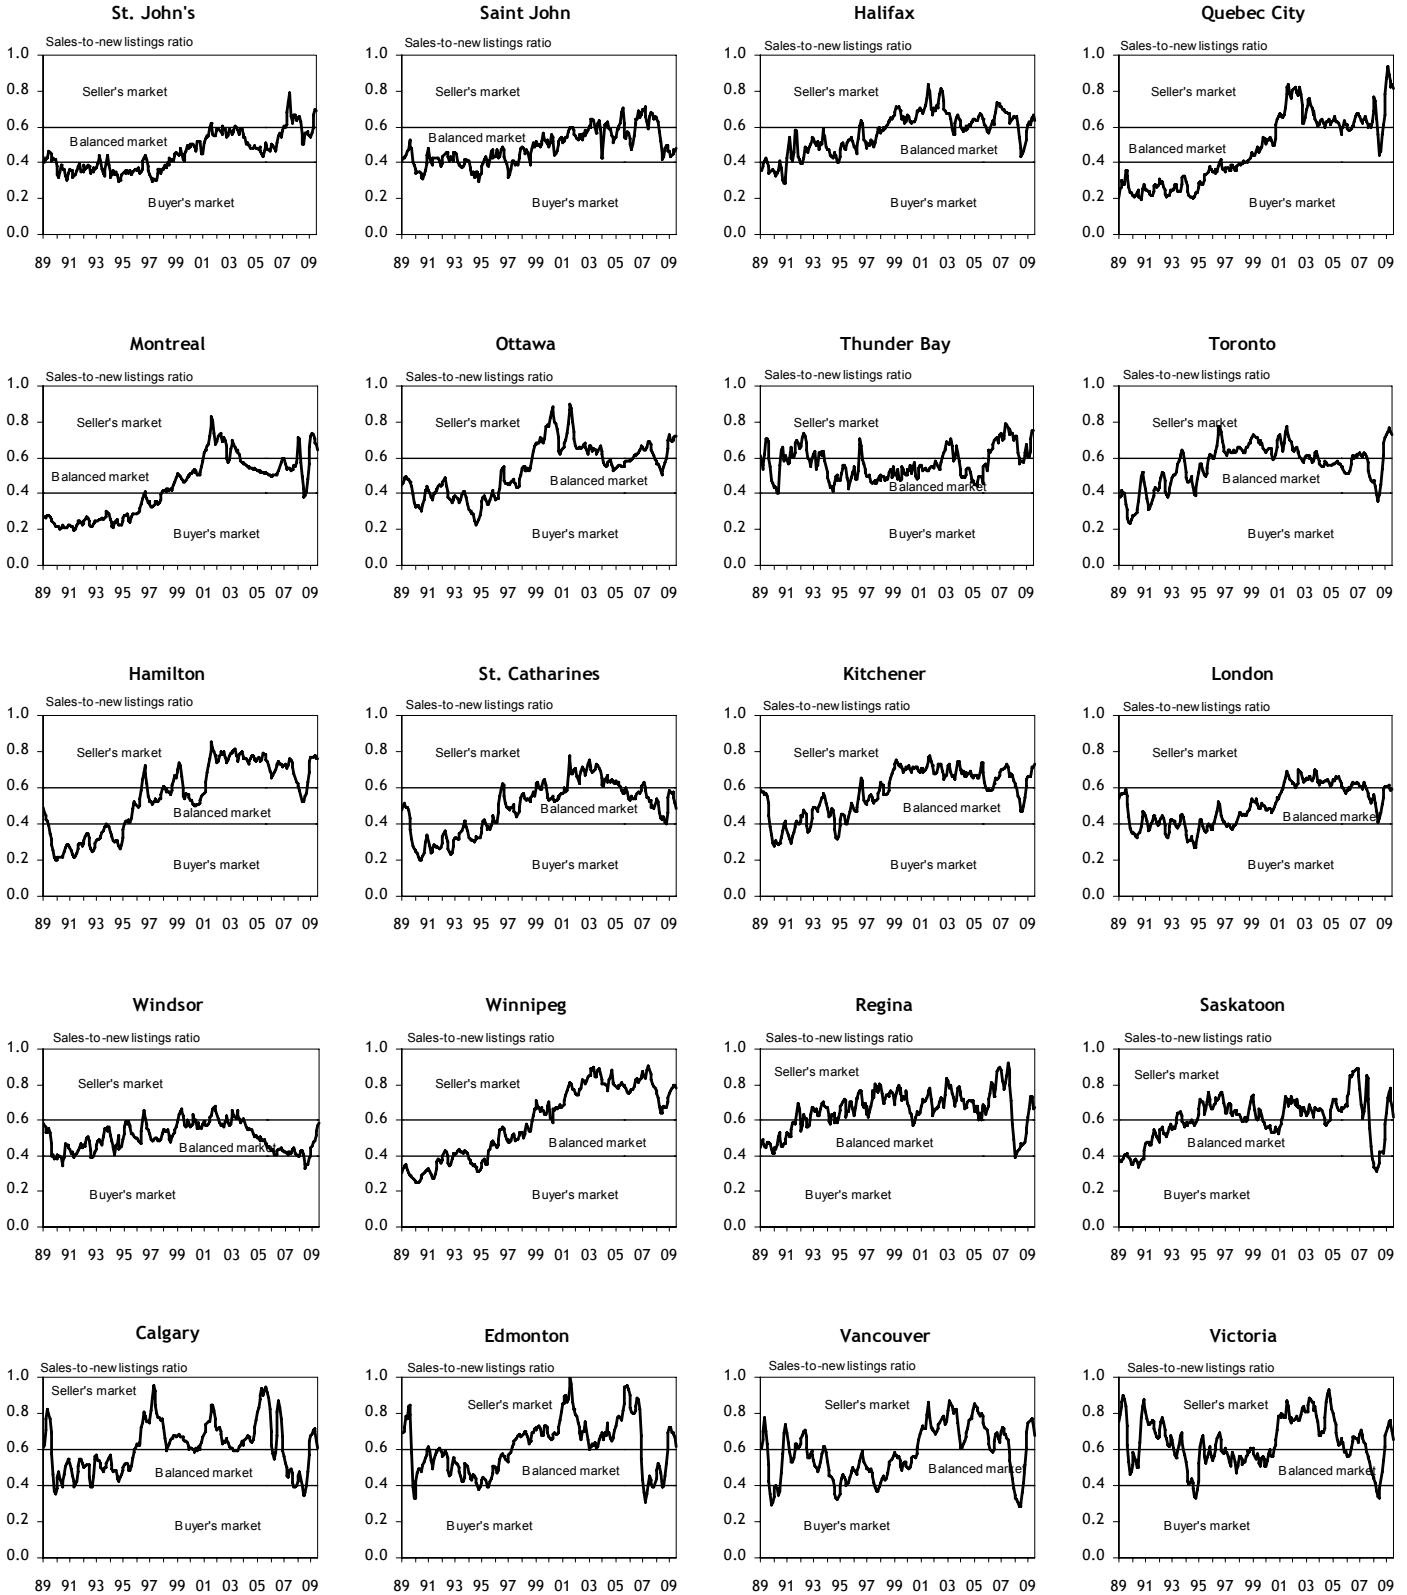 St. John's Saint John Halifax Quebec City
Sales-to-new listings ratio Sales-to-new listings ratio Sales-to-new listings ratio Sales-to-new listings ratio
1.0 1.0 1.0 1.0
Seller's market Seller's market Seller's market Seller's market
0.8 0.8 0.8 0.8
0.6 0.6 0.6 0.6
Balanced market Balanced market Balanced market Balanced market
0.4 0.4 0.4 0.4
0.2 0.2 0.2 0.2
Buyer's market Buyer's market Buyer's market Buyer's market
0.0 0.0 0.0 0.0
89 91 93 95 97 99 01 03 05 07 09 89 91 93 95 97 99 01 03 05 07 09 89 91 93 95 97 99 01 03 05 07 09 89 91 93 95 97 99 01 03 05 07 09
Montreal Ottawa Thunder Bay Toronto
Sales-to-new listings ratio Sales-to-new listings ratio Sales-to-new listings ratio Sales-to-new listings ratio
1.0 1.0 1.0 1.0
Seller's market Seller's market Seller's market Seller's market
0.8 0.8 0.8 0.8
0.6 0.6 0.6 0.6
Balanced market Balanced market Balanced market Balanced market
0.4 0.4 0.4 0.4
0.2 0.2 0.2 0.2
Buyer's market Buyer's market Buyer's market Buyer's market
0.0 0.0 0.0 0.0
89 91 93 95 97 99 01 03 05 07 09 89 91 93 95 97 99 01 03 05 07 09 89 91 93 95 97 99 01 03 05 07 09 89 91 93 95 97 99 01 03 05 07 09
Hamilton St. Catharines Kitchener London
Sales-to-new listings ratio Sales-to-new listings ratio Sales-to-new listings ratio Sales-to-new listings ratio
1.0 1.0 1.0 1.0
Seller's market Seller's market Seller's market Seller's market
0.8 0.8 0.8 0.8
0.6 0.6 0.6 0.6
Balanced market Balanced market Balanced market Balanced market
0.4 0.4 0.4 0.4
0.2 0.2 0.2 0.2
Buyer's market Buyer's market Buyer's market Buyer's market
0.0 0.0 0.0 0.0
89 91 93 95 97 99 01 03 05 07 09 89 91 93 95 97 99 01 03 05 07 09 89 91 93 95 97 99 01 03 05 07 09 89 91 93 95 97 99 01 03 05 07 09
Windsor Winnipeg Regina Saskatoon
Sales-to-new listings ratio Sales-to-new listings ratio Sales-to-new listings ratio Sales-to-new listings ratio
1.0 1.0 1.0 1.0
Seller's market Seller's market Seller's market Seller's market
0.8 0.8 0.8 0.8
0.6 0.6 0.6 0.6
Balanced market Balanced market Balanced market Balanced market
0.4 0.4 0.4 0.4
0.2 0.2 0.2 0.2
Buyer's market Buyer's market Buyer's market Buyer's market
0.0 0.0 0.0 0.0
89 91 93 95 97 99 01 03 05 07 09 89 91 93 95 97 99 01 03 05 07 09 89 91 93 95 97 99 01 03 05 07 09 89 91 93 95 97 99 01 03 05 07 09
Calgary Edmonton Vancouver Victoria
Sales-to-new listings ratio Sales-to-new listings ratio Sales-to-new listings ratio Sales-to-new listings ratio
1.0 1.0 1.0 1.0
Seller's market Seller's market Seller's market Seller's market
0.8 0.8 0.8 0.8
0.6 0.6 0.6 0.6
Balanced market Balanced market Balanced market Balanced market
0.4 0.4 0.4 0.4
0.2 0.2 0.2 0.2
Buyer's market Buyer's market Buyer's market Buyer's market
0.0 0.0 0.0 0.0
89 91 93 95 97 99 01 03 05 07 09 89 91 93 95 97 99 01 03 05 07 09 89 91 93 95 97 99 01 03 05 07 09 89 91 93 95 97 99 01 03 05 07 09